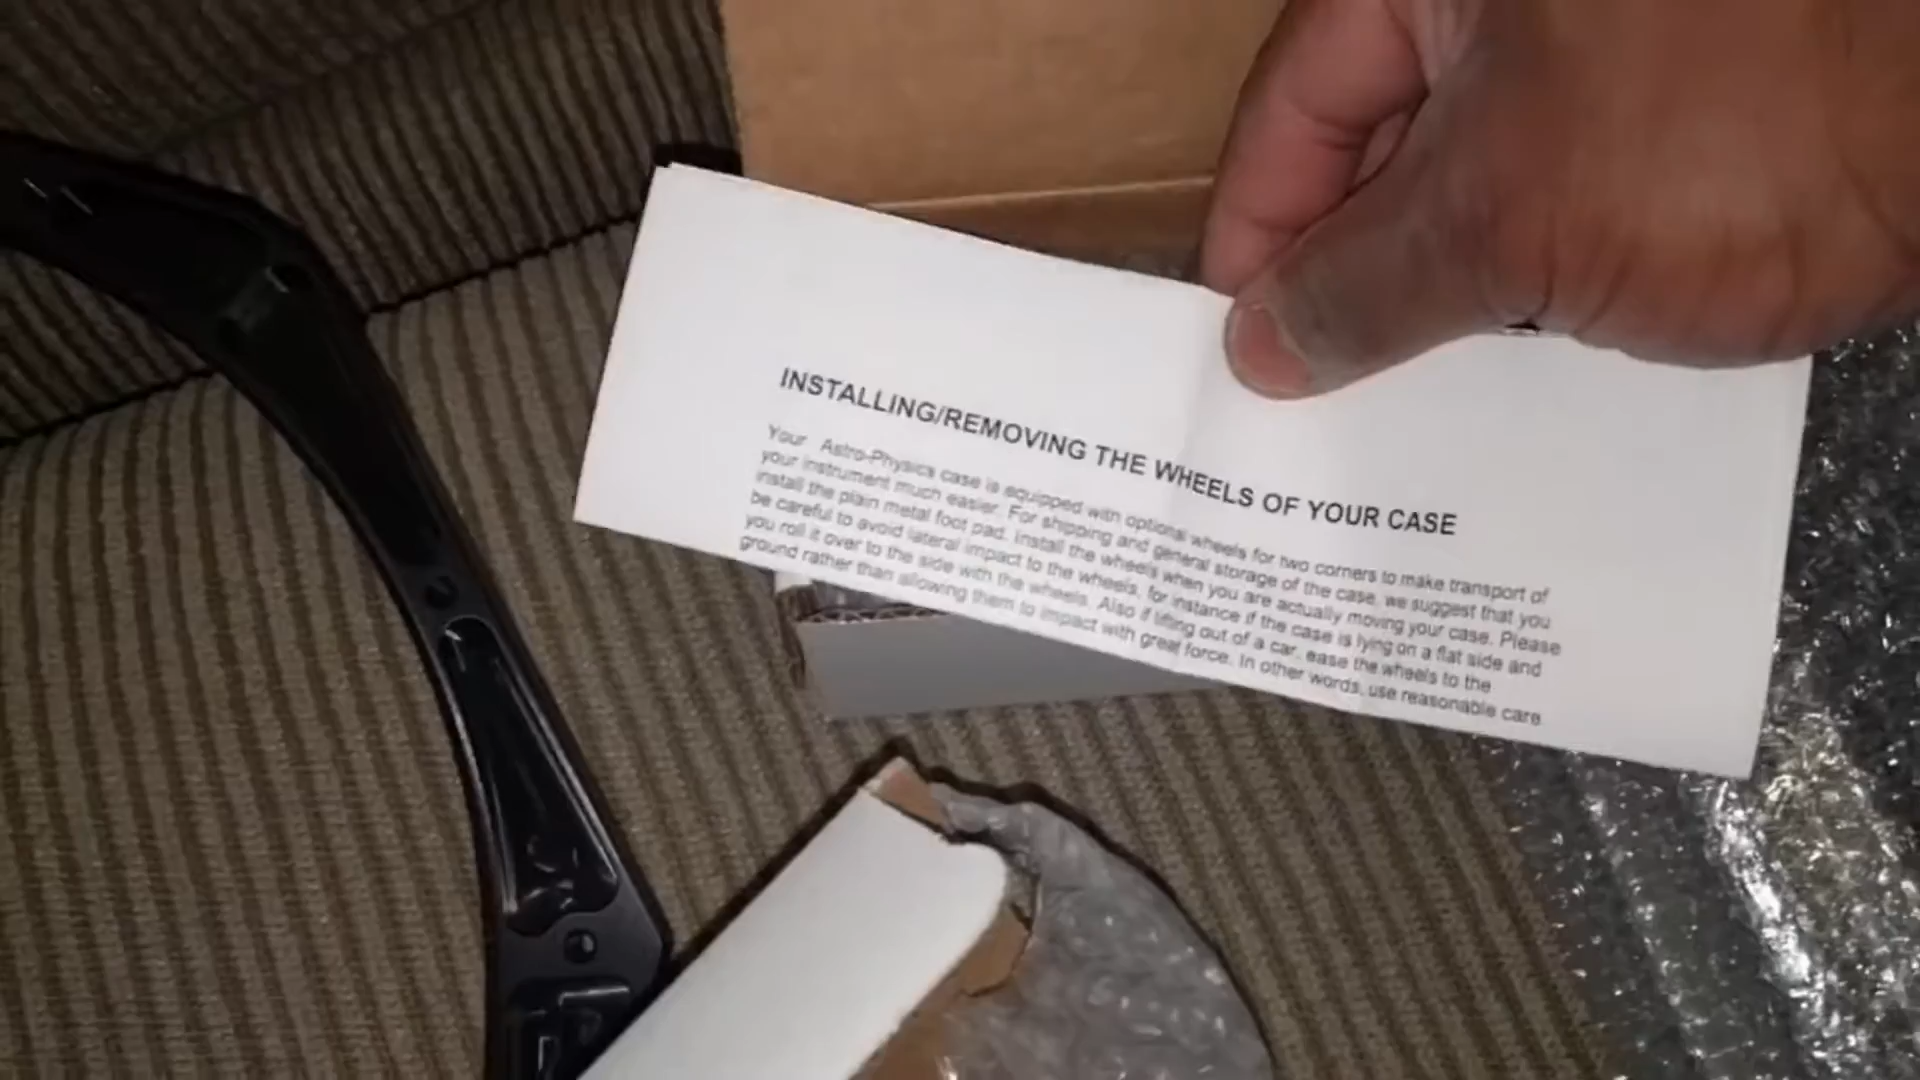 INSTALLING/REMOVING THE WHEELS OF YOUR CASE
Your Astro-Physics case is equipped with optional wheels for two corners to make transport of
your instrument much easier. For shipping and general storage of the case, we suggest that you
install the plain metal foot pad. Install the wheels when you are actually moving your case. Please
be careful to avoid lateral impact to the wheels, for instance if the case is lying on a flat side and
you roll it over to the side with the wheels. Also if lifting out of a car, ease the wheels to the
ground rather than allowing them to impact with great force. In other words, use reasonable care